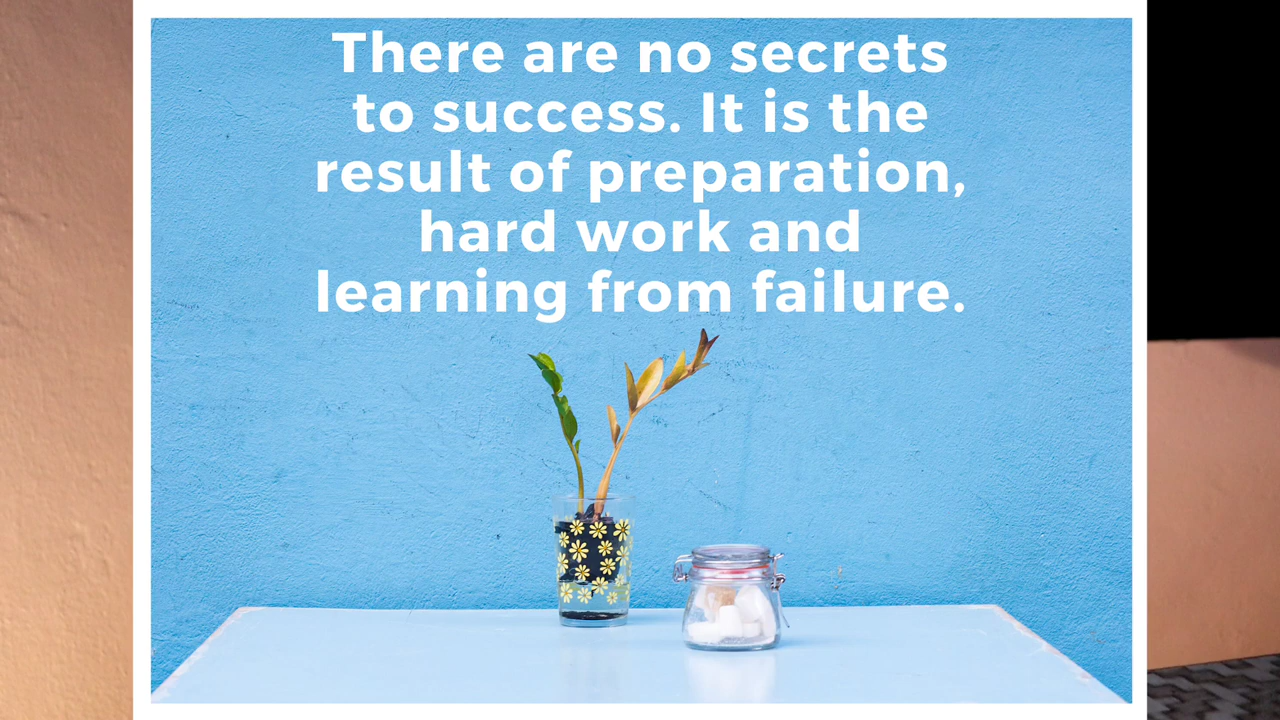 There are no secrets
to success. It is the
result of preparation,
hard work and
learning from failure.